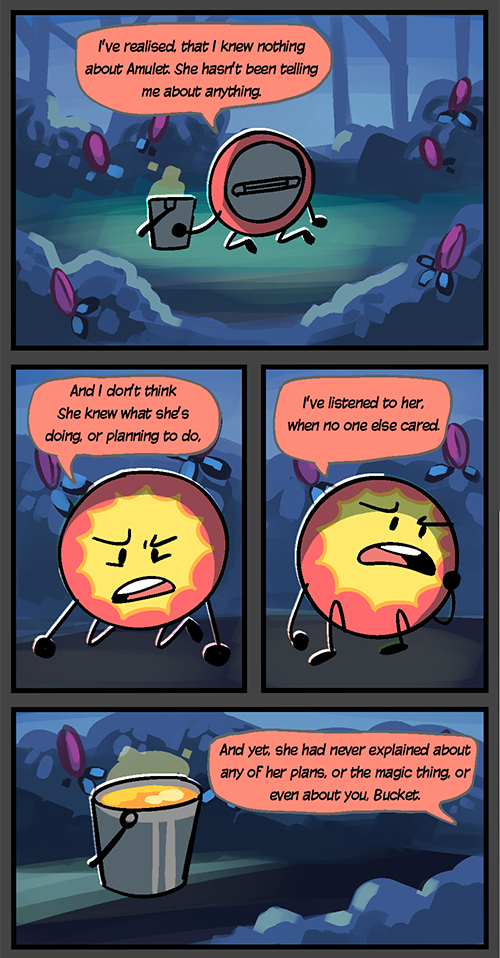 I've realised, that I knew nothing
about Amulet. She hasn't been telling
me about anything.
And I don't think
She knew what she's
doing, or planning to do,
I've listened to her,
when no one else cared.
And yet, she had never explained about
any of her plans, or the magic thing, or
even about you, Bucket.